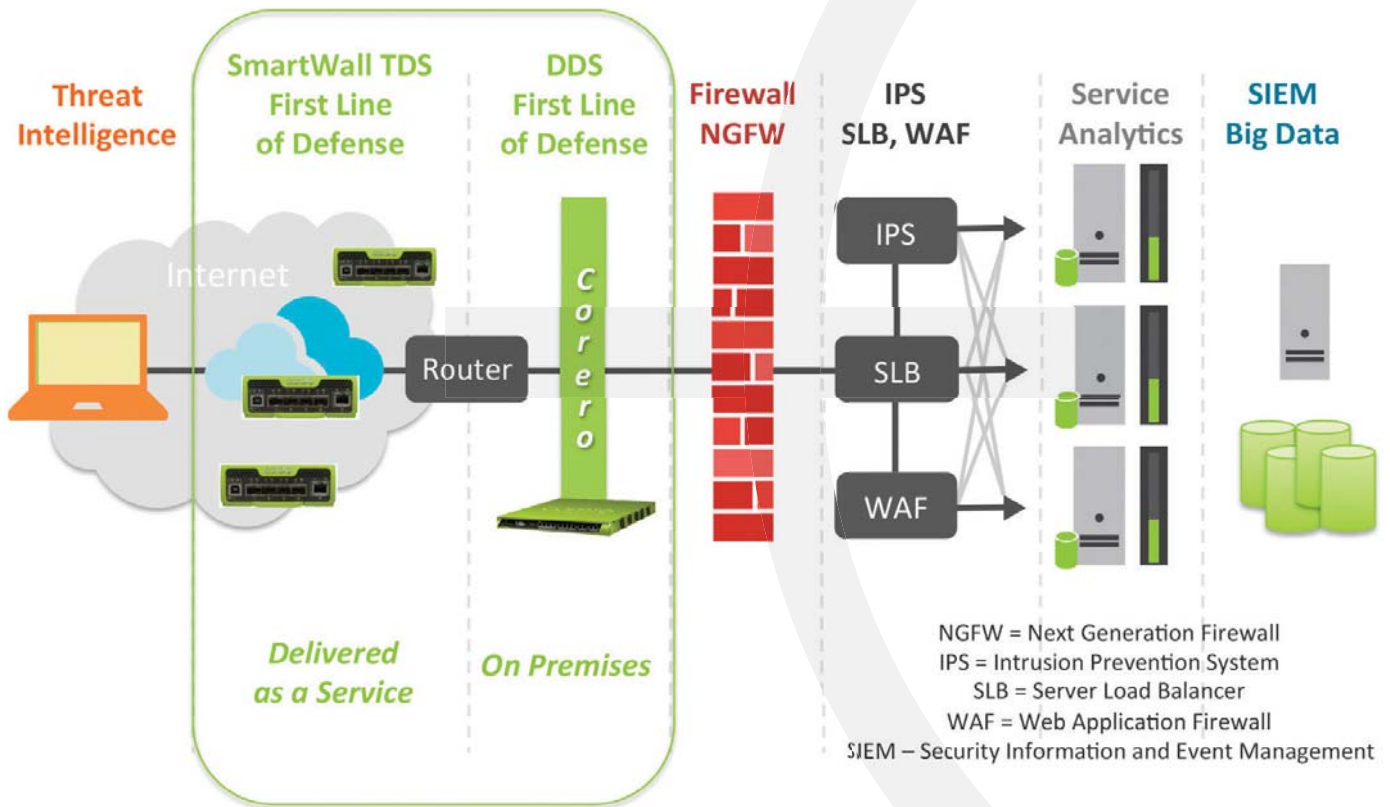 Threat
Intelligence
SmartWall TDS
First Line
of Defense
DDS
First Line
of Defense
Firewall
NGFW
IPS
SLB, WAF
Service
Analytics
SIEM
Big Data
Internet
Router
Corero
IPS
SLB
WAF
Delivered
as a Service
On Premises
NGFW = Next Generation Firewall
IPS = Intrusion Prevention System
SLB = Server Load Balancer
WAF = Web Application Firewall
SIEM – Security Information and Event Management